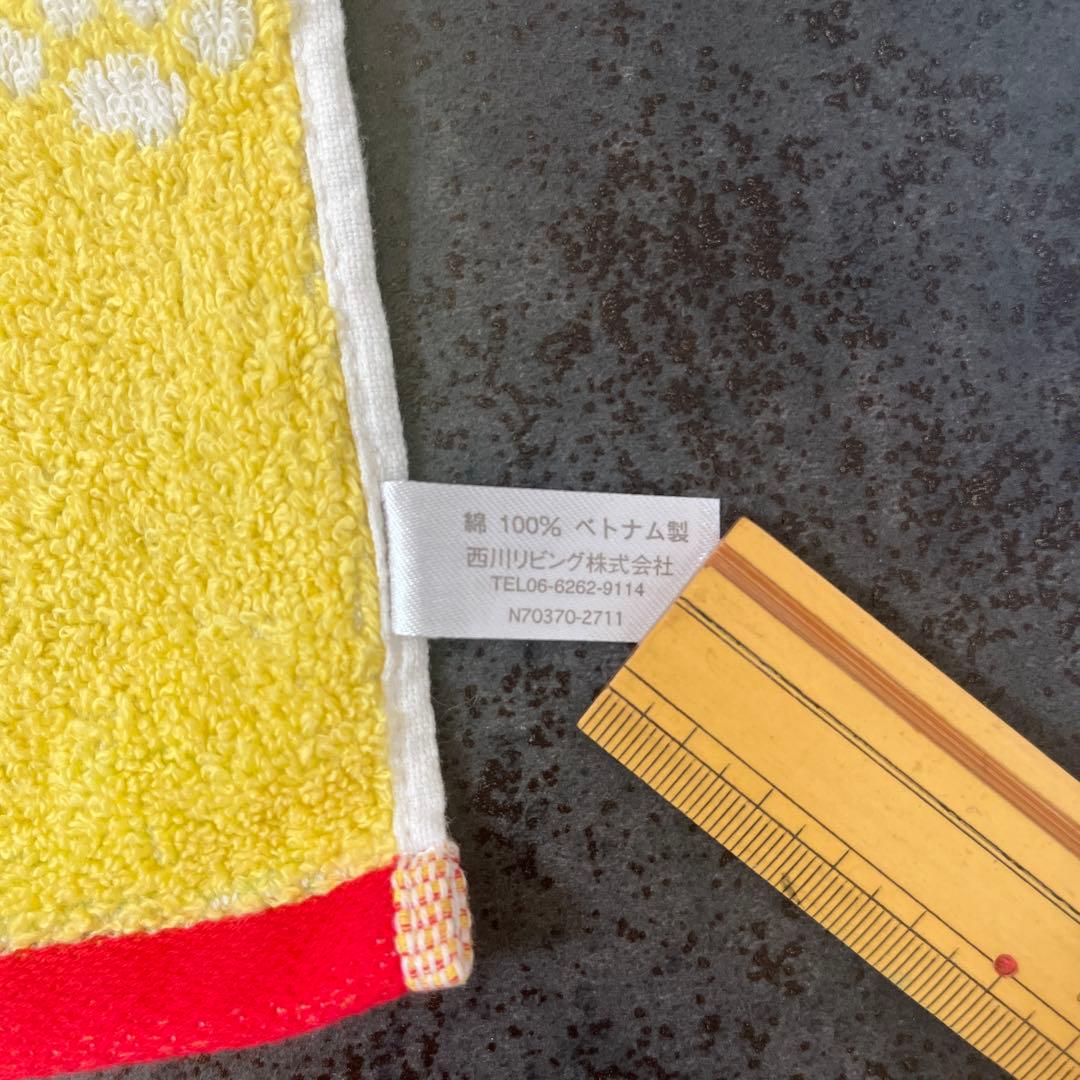 綿 100% ベトナム製
西川リビング株式会社
TEL06-6262-9114
N70370-2711